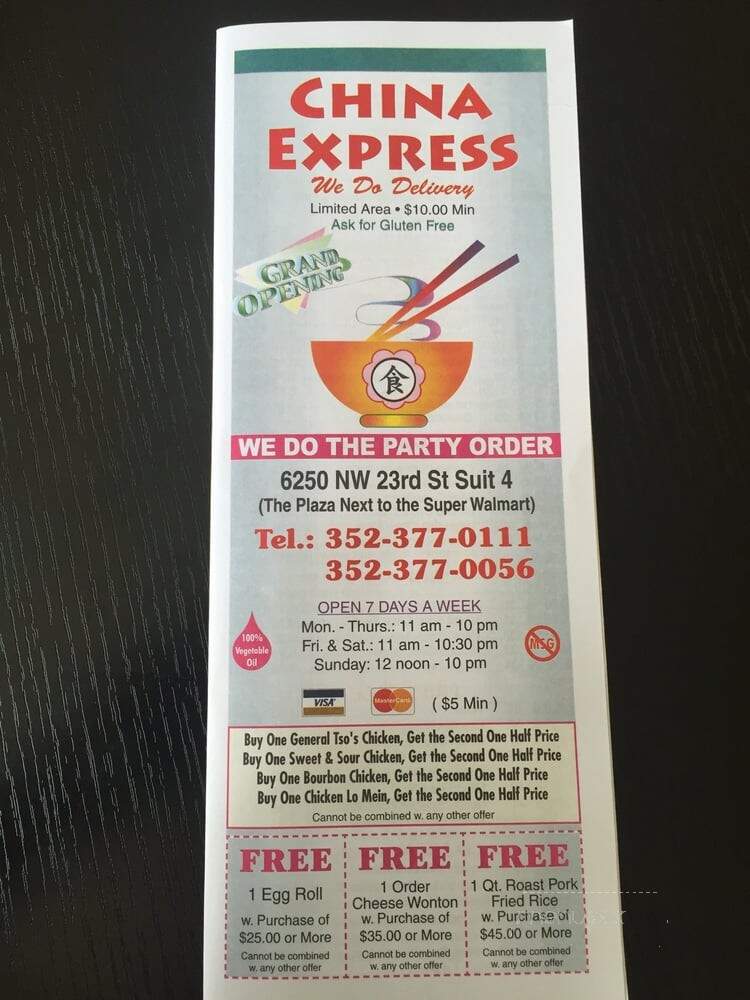 CHINA
EXPRESS
We Do Delivery
Limited Area • $10.00 Min
Ask for Gluten Free
GRAND
OPENING
食
WE DO THE PARTY ORDER
6250 NW 23rd St Suit 4
(The Plaza Next to the Super Walmart)
Tel.: 352-377-0111
352-377-0056
OPEN 7 DAYS A WEEK
Mon. - Thurs.: 11 am - 10 pm
Fri. & Sat.: 11 am - 10:30 pm
Sunday: 12 noon - 10 pm
100%
Vegetable
Oil
MSG
VISA
MasterCard
( $5 Min )
Buy One General Tso's Chicken, Get the Second One Half Price
Buy One Sweet & Sour Chicken, Get the Second One Half Price
Buy One Bourbon Chicken, Get the Second One Half Price
Buy One Chicken Lo Mein, Get the Second One Half Price
Cannot be combined w. any other offer
FREE
1 Egg Roll
w. Purchase of
$25.00 or More
Cannot be combined
w. any other offer
FREE
1 Order
Cheese Wonton
w. Purchase of
$35.00 or More
Cannot be combined
w. any other offer
FREE
1 Qt. Roast Pork
Fried Rice
w. Purchase of
$45.00 or More
Cannot be combined
w. any other offer